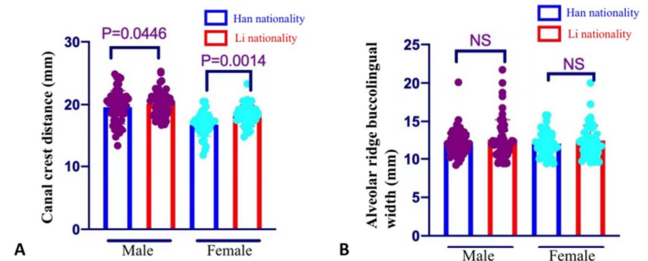 Han nationality
Li nationality
P=0.0446
P=0.0014
30
20
10
0
Canal crest distance (mm)
Male
Female
A
Han nationality
Li nationality
NS
NS
25
20
15
10
5
0
Alveolar ridge buccolingual
width (mm)
Male
Female
B